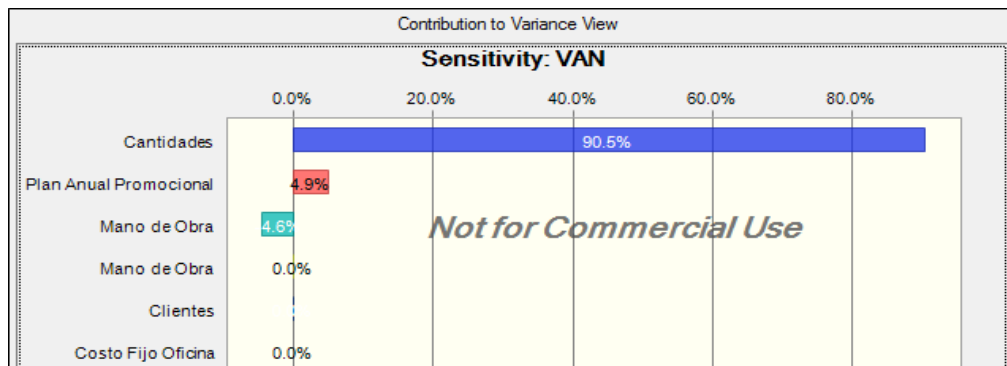 Contribution to Variance View
Sensitivity: VAN
0.0% 20.0% 40.0% 60.0% 80.0%
Cantidades 90.5%
Plan Anual Promocional 4.9%
Mano de Obra 4.6%
Not for Commercial Use
Mano de Obra 0.0%
Clientes
Costo Fijo Oficina 0.0%